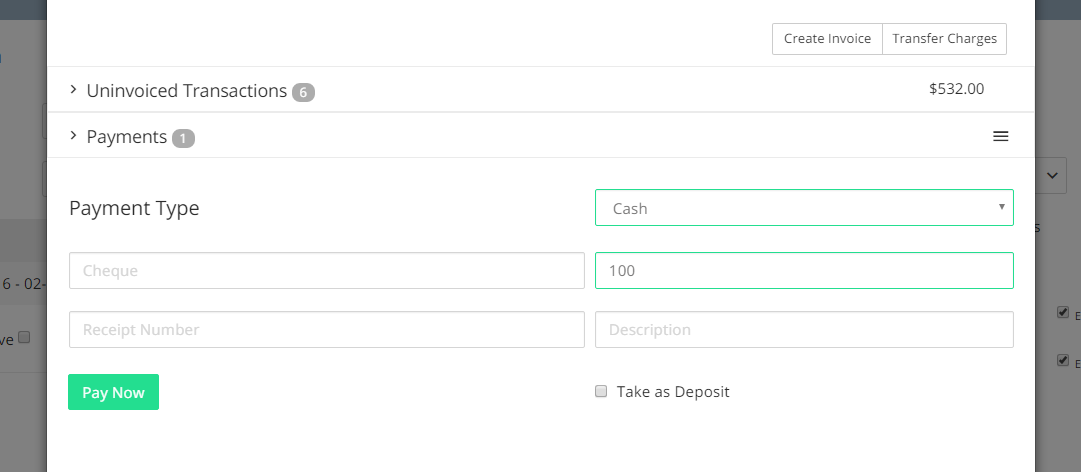 Create Invoice Transfer Charges
Uninvoiced Transactions 6 $532.00
Payments 1
Payment Type Cash
Cheque 100
6 - 02-
Receipt Number Description
ve
Pay Now Take as Deposit